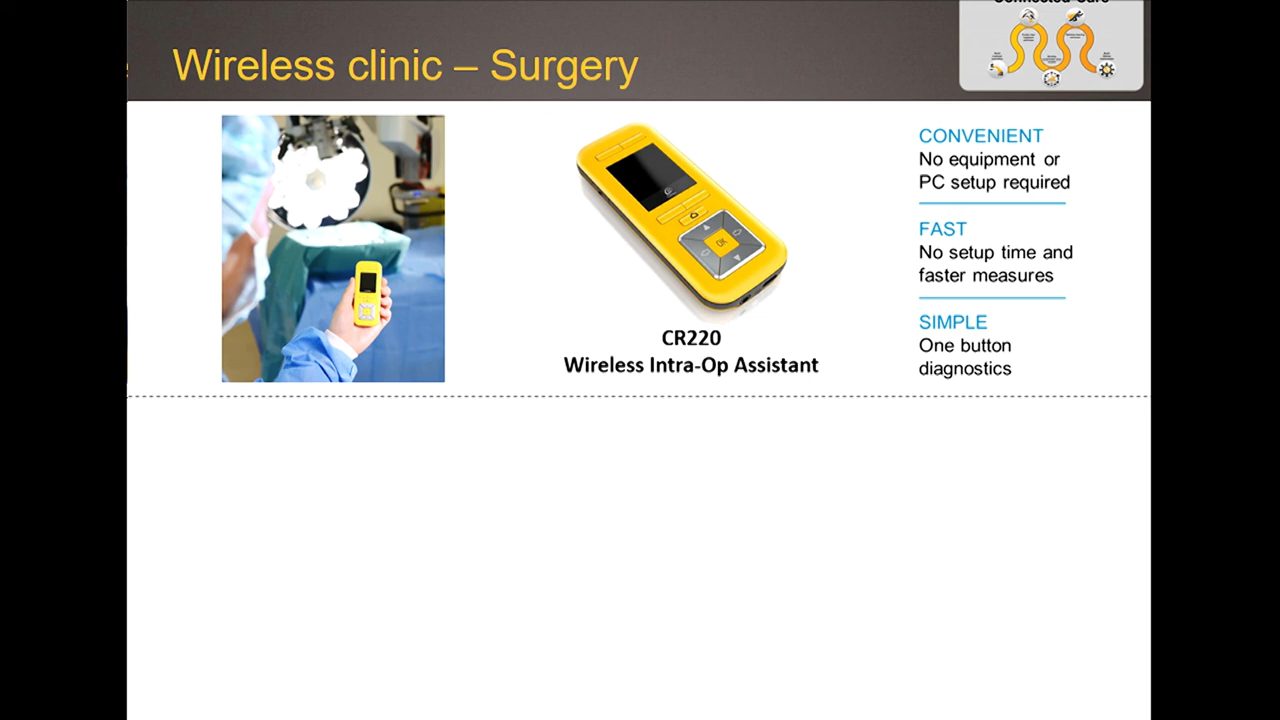 Wireless clinic – Surgery
CONVENIENT
No equipment or
PC setup required
FAST
No setup time and
faster measures
SIMPLE
One button
diagnostics
OK
CR220
Wireless Intra-Op Assistant